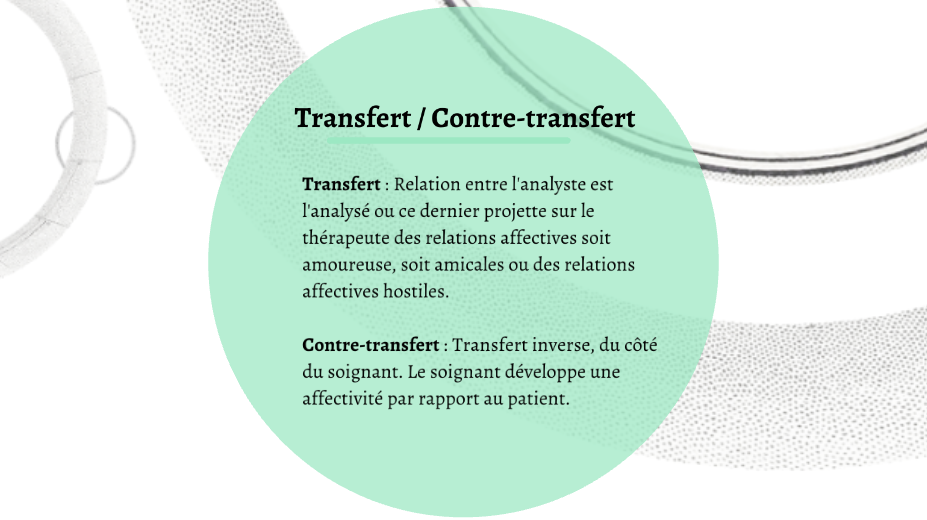 Transfert / Contre-transfert
Transfert : Relation entre l'analyste est
l'analysé ou ce dernier projette sur le
thérapeute des relations affectives soit
amoureuse, soit amicales ou des relations
affectives hostiles.
Contre-transfert : Transfert inverse, du côté
du soignant. Le soignant développe une
affectivité par rapport au patient.